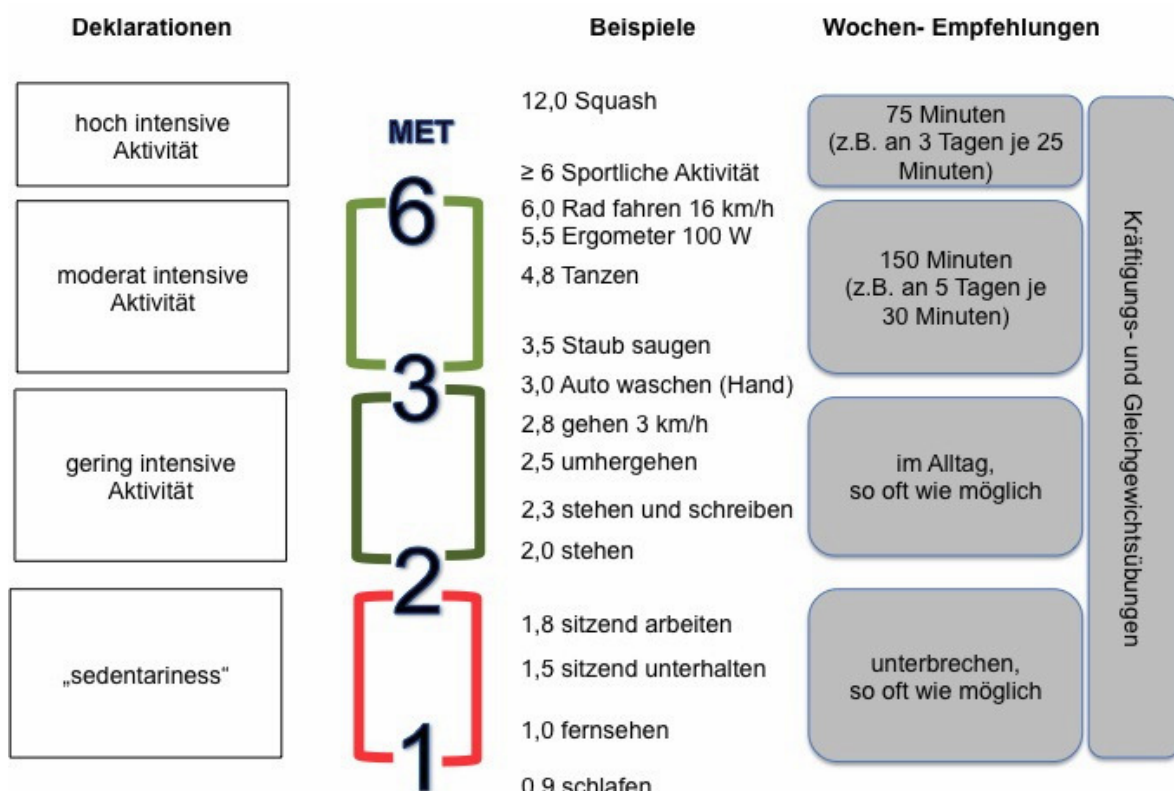 Deklarationen
Beispiele
Wochen- Empfehlungen
hoch intensive
Aktivität
MET
12,0 Squash
≥ 6 Sportliche Aktivität
75 Minuten
(z.B. an 3 Tagen je 25
Minuten)
6
moderat intensive
Aktivität
6,0 Rad fahren 16 km/h
5,5 Ergometer 100 W
4,8 Tanzen
3,5 Staub saugen
150 Minuten
(z.B. an 5 Tagen je
30 Minuten)
3
gering intensive
Aktivität
3,0 Auto waschen (Hand)
2,8 gehen 3 km/h
2,5 umhergehen
2,3 stehen und schreiben
2,0 stehen
im Alltag,
so oft wie möglich
2
„sedentariness“
1,8 sitzend arbeiten
1,5 sitzend unterhalten
1,0 fernsehen
0,9 schlafen
unterbrechen,
so oft wie möglich
1
Kräftigungs- und Gleichgewichtsübungen